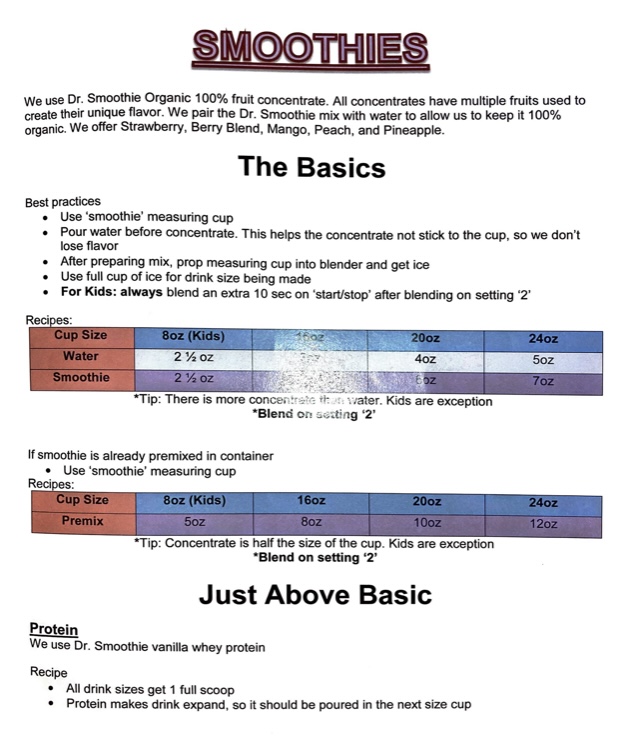 SMOOTHIES
We use Dr. Smoothie Organic 100% fruit concentrate. All concentrates have multiple fruits used to
create their unique flavor. We pair the Dr. Smoothie mix with water to allow us to keep it 100%
organic. We offer Strawberry, Berry Blend, Mango, Peach, and Pineapple.
The Basics
Best practices
• Use 'smoothie' measuring cup
• Pour water before concentrate. This helps the concentrate not stick to the cup, so we don't
lose flavor
• After preparing mix, prop measuring cup into blender and get ice
• Use full cup of ice for drink size being made
• For Kids: always blend an extra 10 sec on 'start/stop' after blending on setting '2'
Recipes:
Cup Size 8oz (Kids) 16oz 20oz 24oz
Water 2 ½ oz 4oz 5oz
Smoothie 2 ½ oz 6oz 7oz
*Tip: There is more concentrate than water. Kids are exception
*Blend on setting '2'
If smoothie is already premixed in container
• Use 'smoothie' measuring cup
Recipes:
Cup Size 8oz (Kids) 16oz 20oz 24oz
Premix 5oz 8oz 10oz 12oz
*Tip: Concentrate is half the size of the cup. Kids are exception
*Blend on setting '2'
Just Above Basic
Protein
We use Dr. Smoothie vanilla whey protein
Recipe
• All drink sizes get 1 full scoop
• Protein makes drink expand, so it should be poured in the next size cup